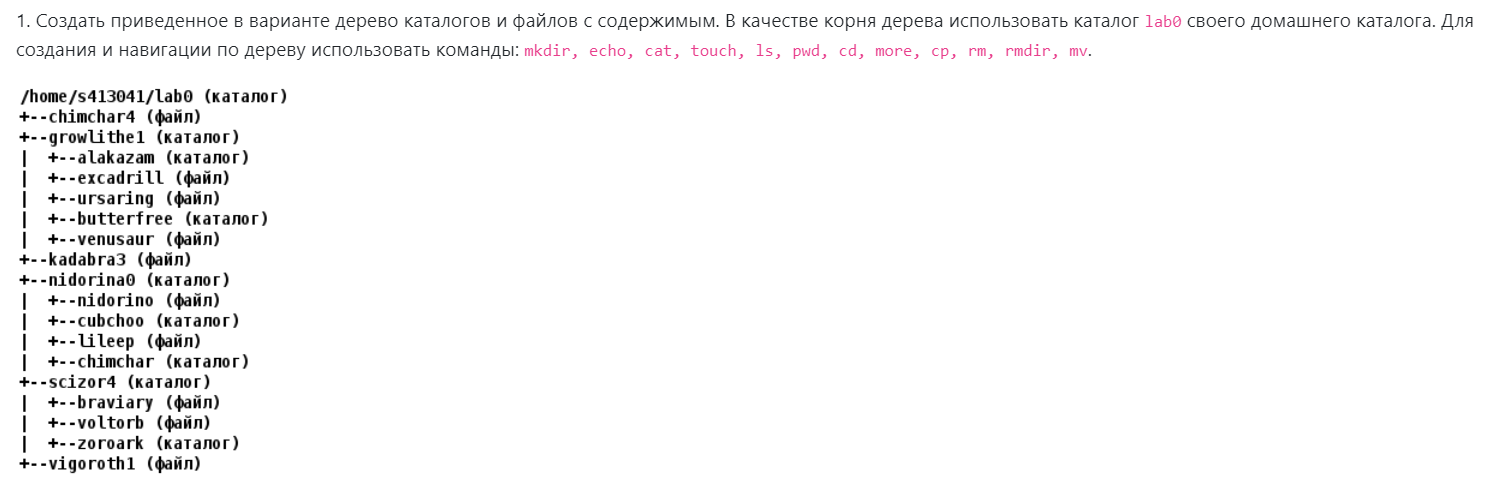 1. Создать приведенное в варианте дерево каталогов и файлов с содержимым. В качестве корня дерева использовать каталог lab0 своего домашнего каталога. Для
создания и навигации по дереву использовать команды: mkdir, echo, cat, touch, ls, pwd, cd, more, cp, rm, rmdir, mv.
/home/s413041/lab0 (каталог)
+--chimchar4 (файл)
+--growlithe1 (каталог)
|  +--alakazam (каталог)
|  +--excadrill (файл)
|  +--ursaring (файл)
|  +--butterfree (каталог)
|  +--venusaur (файл)
+--kadabra3 (файл)
+--nidorina0 (каталог)
|  +--nidorino (файл)
|  +--cubchoo (каталог)
|  +--lileep (файл)
|  +--chimchar (каталог)
+--scizor4 (каталог)
|  +--braviary (файл)
|  +--voltorb (файл)
|  +--zoroark (каталог)
+--vigoroth1 (файл)